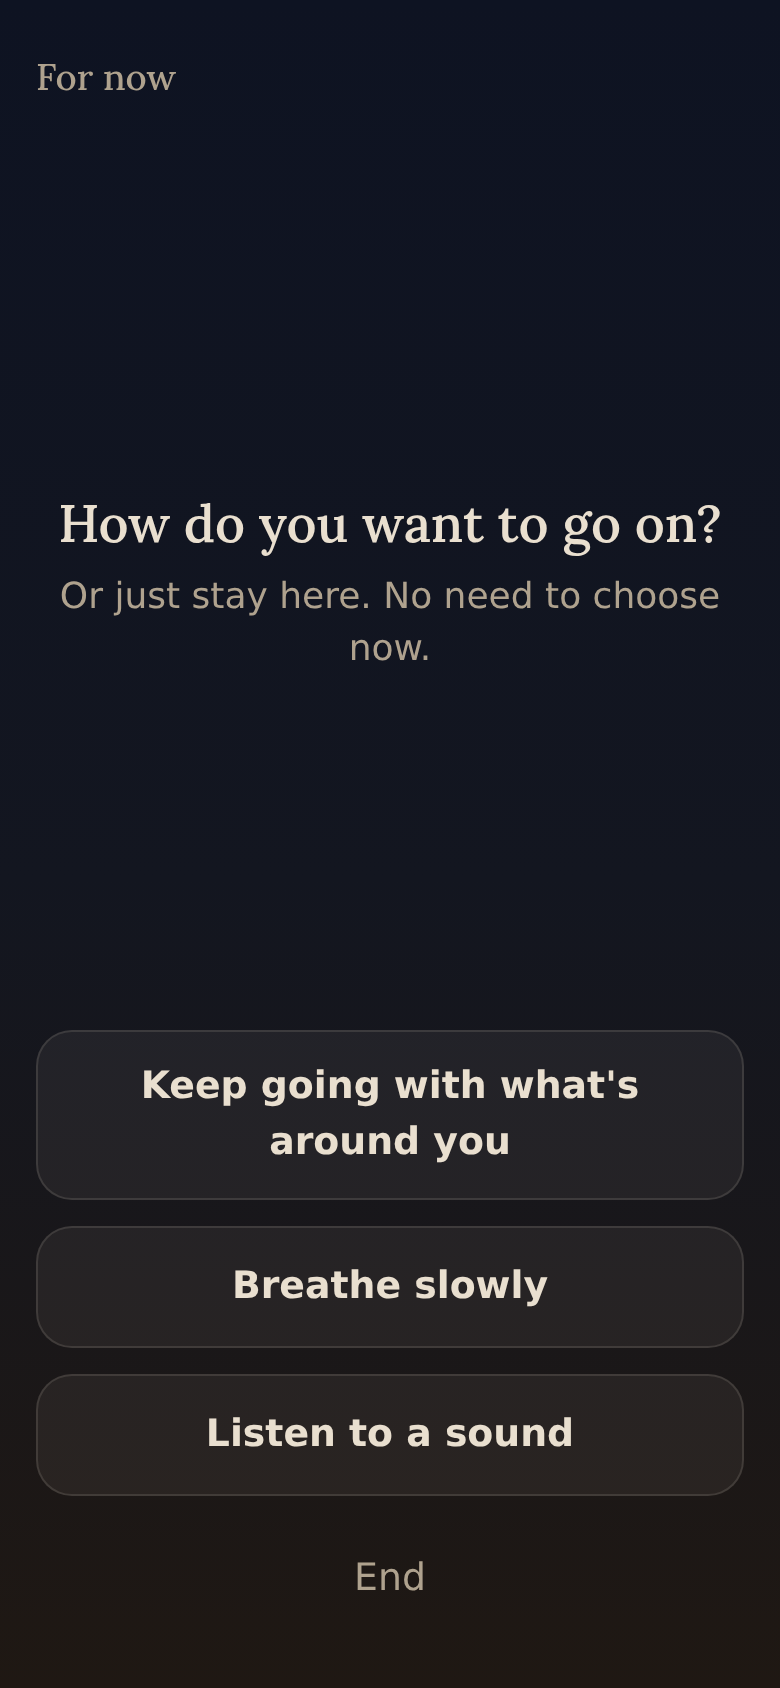 For now
How do you want to go on?
Or just stay here. No need to choose
now.
Keep going with what's
around you
Breathe slowly
Listen to a sound
End